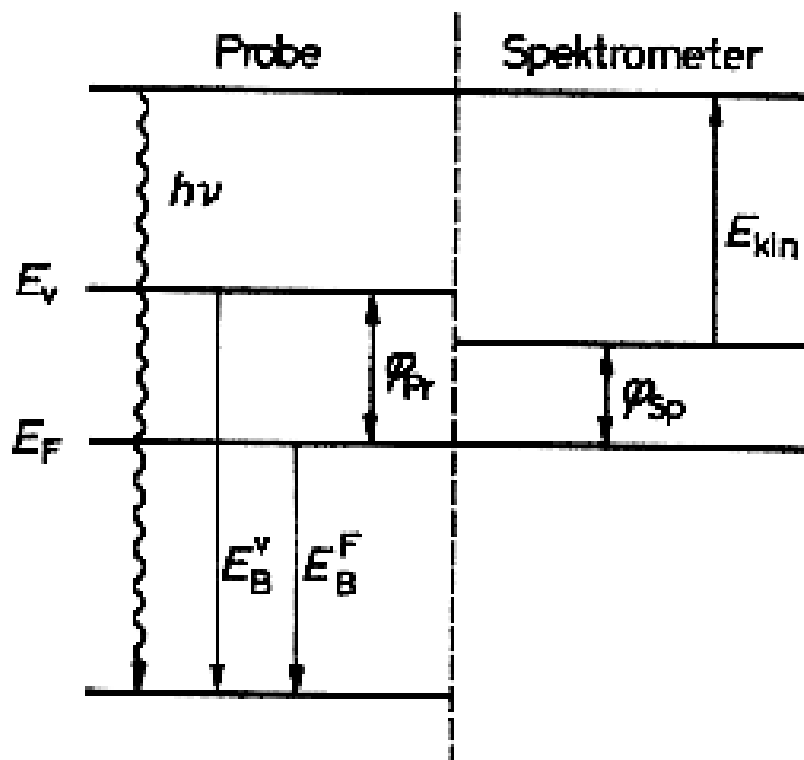 Probe Spektrometer
hν
E_kin
E_v
φ_Pr
φ_Sp
E_F
E_B^v E_B^F